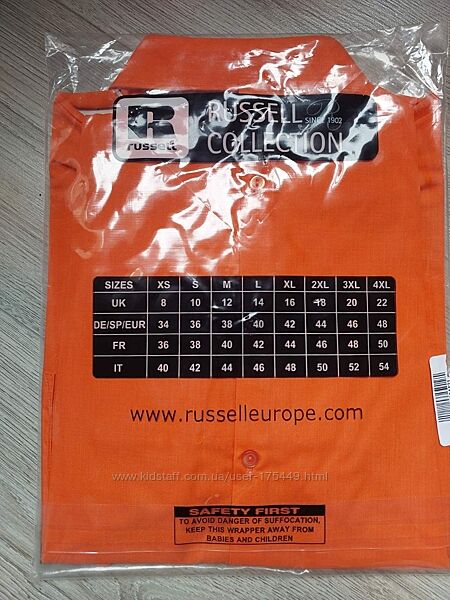 RUSSELL
SINCE 1902
COLLECTION
R
russell
SIZES XS S M L XL 2XL 3XL 4XL
UK 8 10 12 14 16 18 20 22
DE/SP/EUR 34 36 38 40 42 44 46 48
FR 36 38 40 42 44 46 48 50
IT 40 42 44 46 48 50 52 54
www.russelleurope.com
www.kidstaff.com.ua/user-175449.html
SAFETY FIRST
TO AVOID DANGER OF SUFFOCATION,
KEEP THIS WRAPPER AWAY FROM
BABIES AND CHILDREN